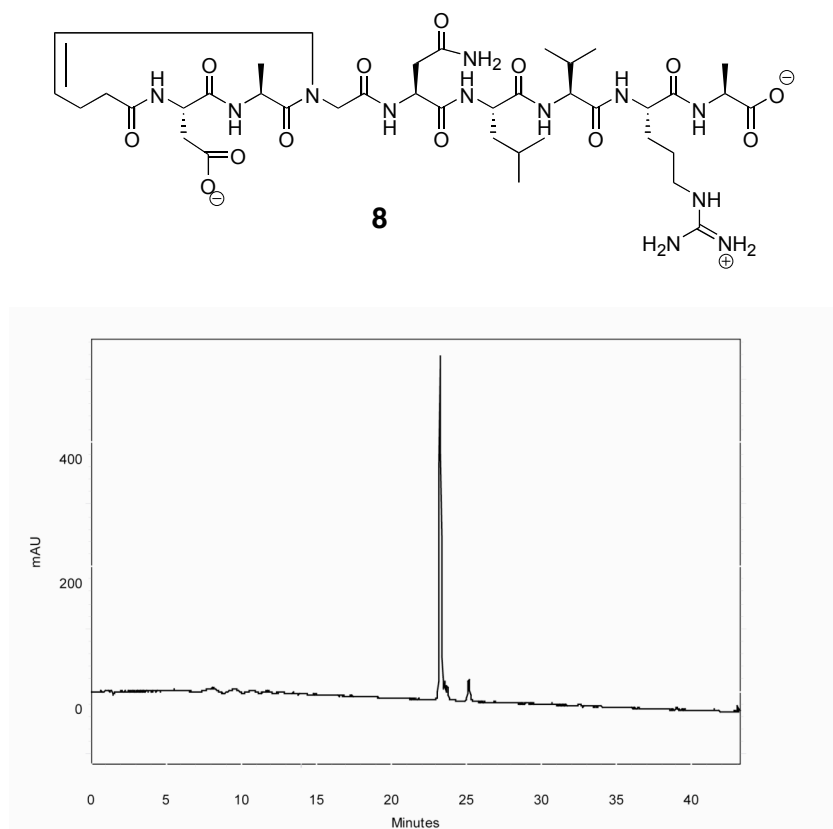 O O O O O NH2 O O O
H N N H N N H H N N H H N N H O ⊖
O O O O O
O
O ⊖
NH
H2N NH2
⊕
8
400
200
0
mAU
0 5 10 15 20 25 30 35 40
Minutes